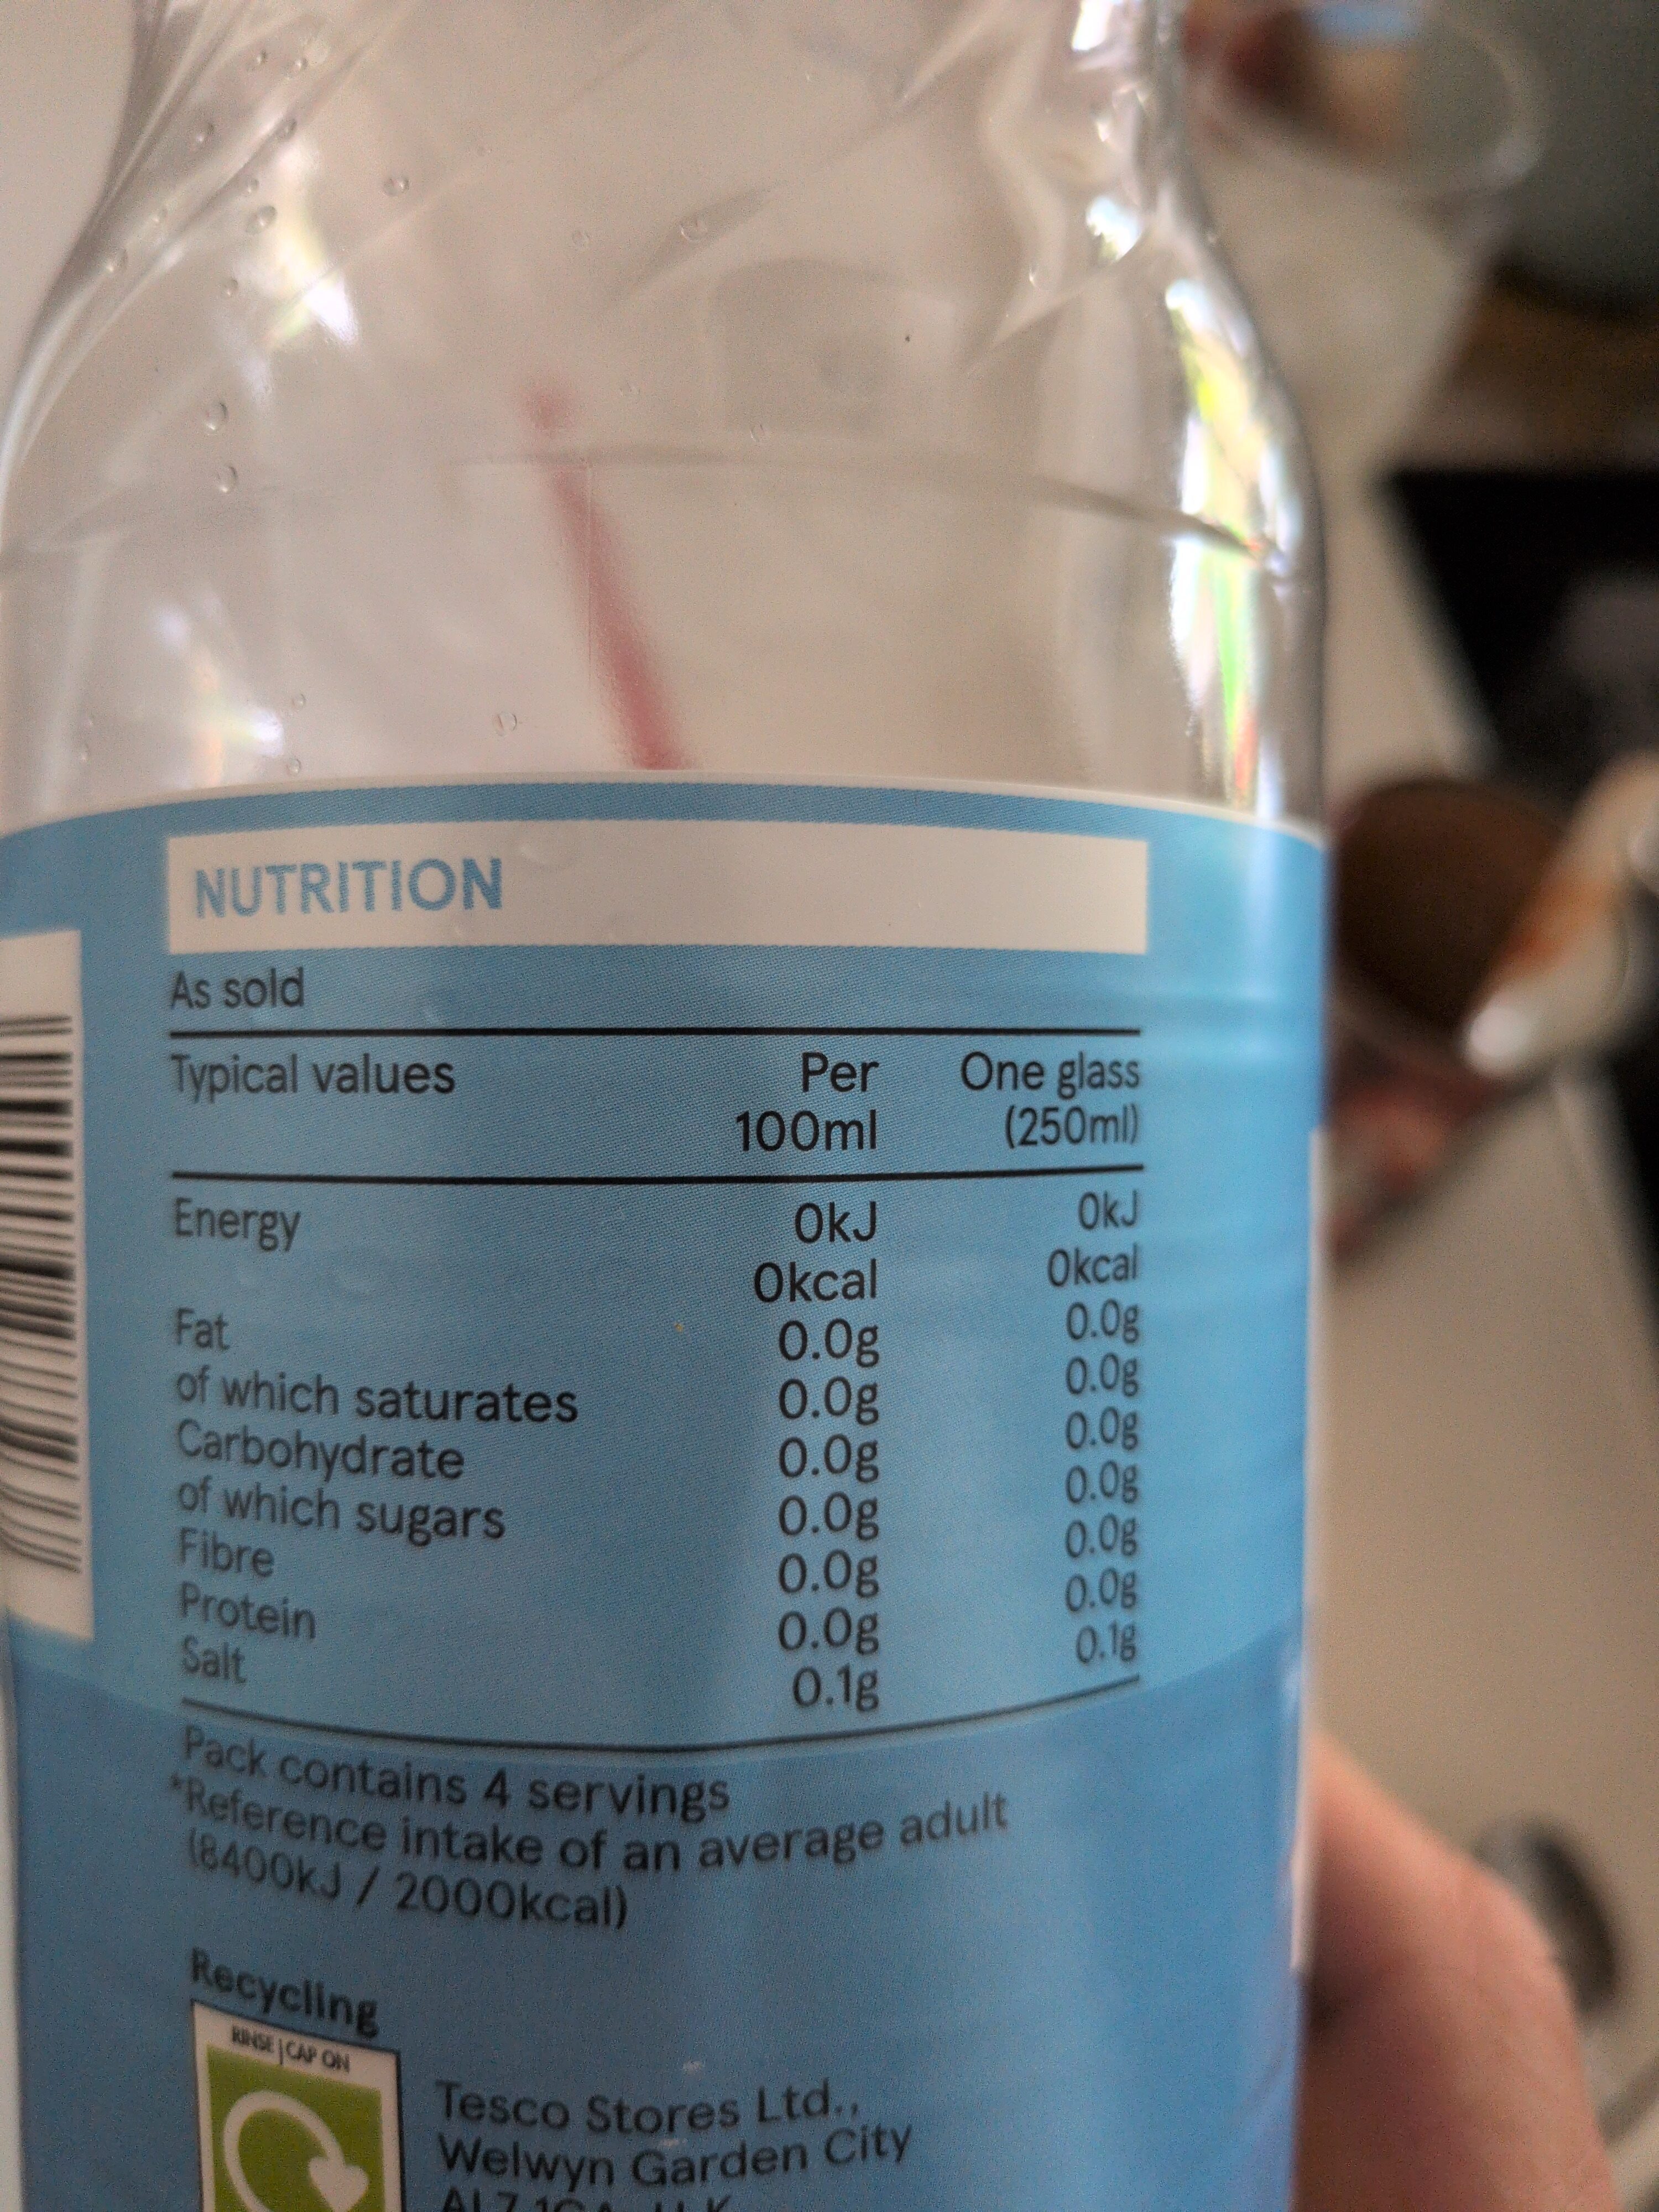 NUTRITION
As sold
Typical values Per 100ml One glass (250ml)
Energy 0kJ 0kJ
0kcal 0kcal
Fat 0.0g 0.0g
of which saturates 0.0g 0.0g
Carbohydrate 0.0g 0.0g
of which sugars 0.0g 0.0g
Fibre 0.0g 0.0g
Protein 0.0g 0.0g
Salt 0.1g 0.1g
Pack contains 4 servings
*Reference intake of an average adult
(8400kJ / 2000kcal)
Recycling
RINSE | CAP ON
Tesco Stores Ltd.,
Welwyn Garden City